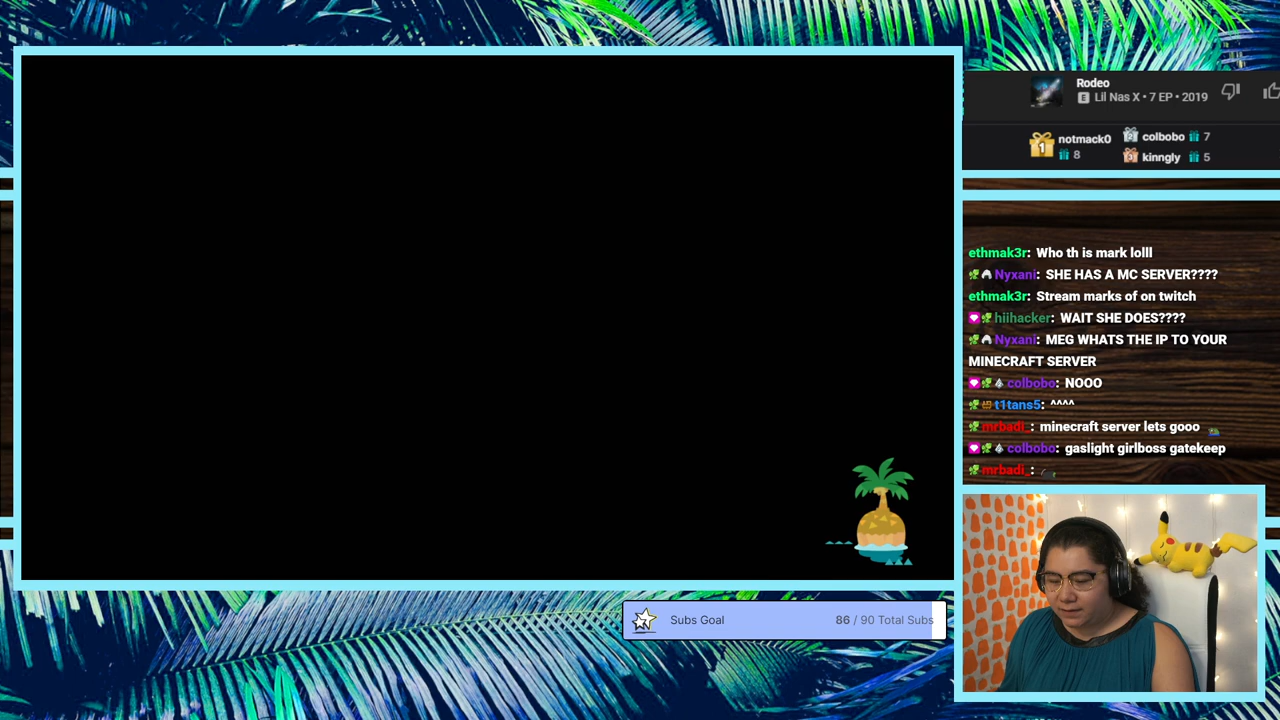 Rodeo
E Lil Nas X • 7 EP • 2019
1 notmack0 8
2 colbobo 7
3 kinngly 5
ethmak3r: Who th is mark lolll
Nyxani: SHE HAS A MC SERVER????
ethmak3r: Stream marks of on twitch
hiihacker: WAIT SHE DOES????
Nyxani: MEG WHATS THE IP TO YOUR
MINECRAFT SERVER
colbobo: NOOO
t1tans5: ^^^^
mrbadi_: minecraft server lets gooo
colbobo: gaslight girlboss gatekeep
mrbadi_:
Subs Goal 86 / 90 Total Subs